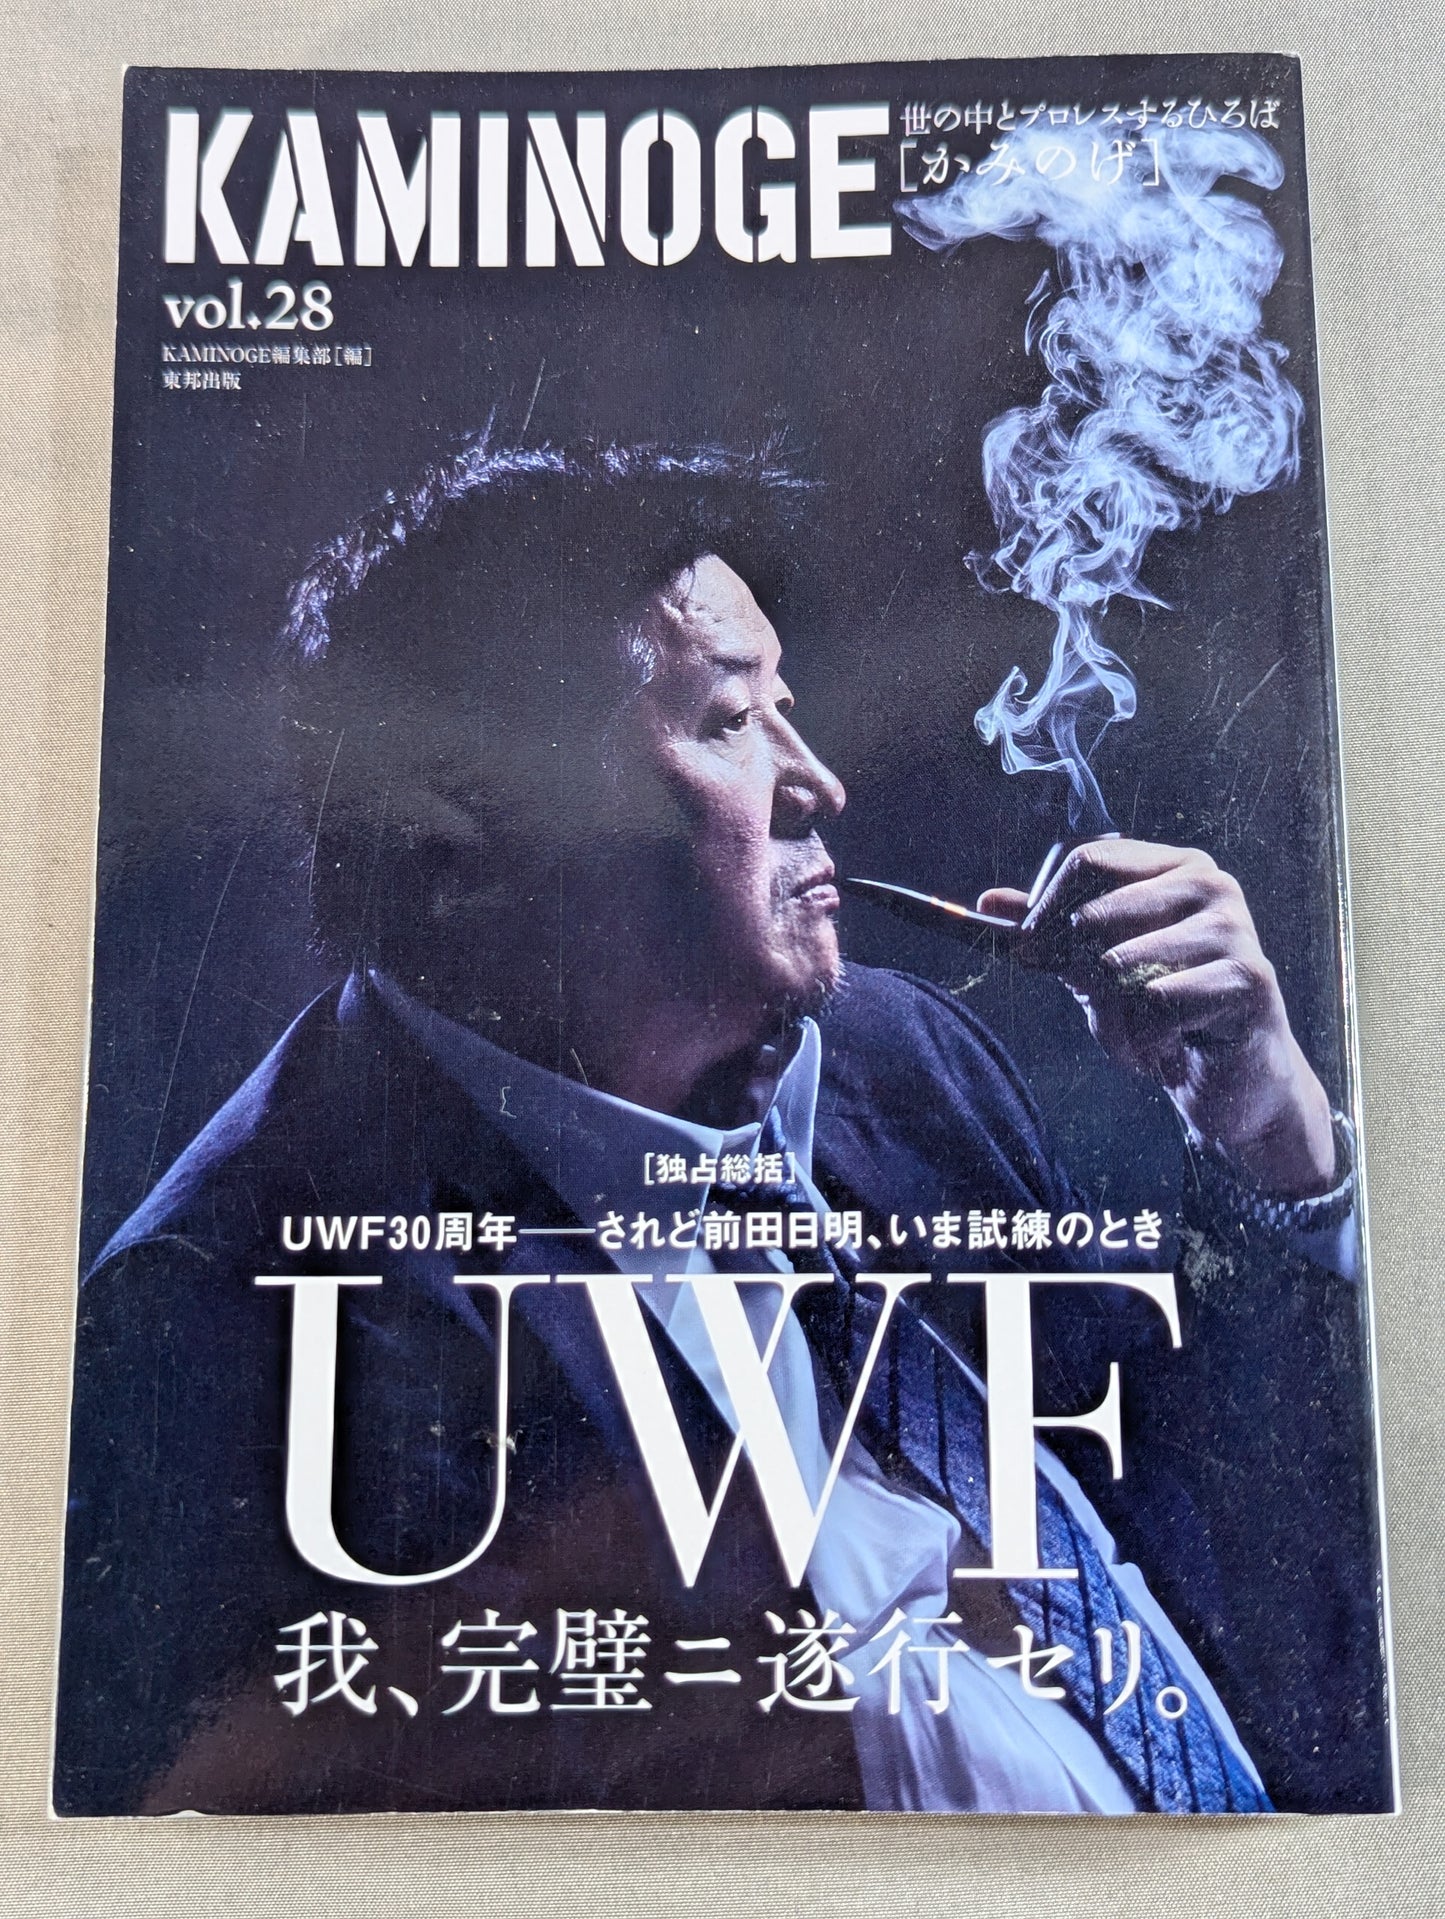 KAMINOGE
世の中とプロレスするひろば
[かみのげ]
vol.28
KAMINOGE編集部[編]
東邦出版
[独占総括]
UWF30周年――されど前田日明、いま試練のとき
UWF
我、完璧ニ遂行セリ。